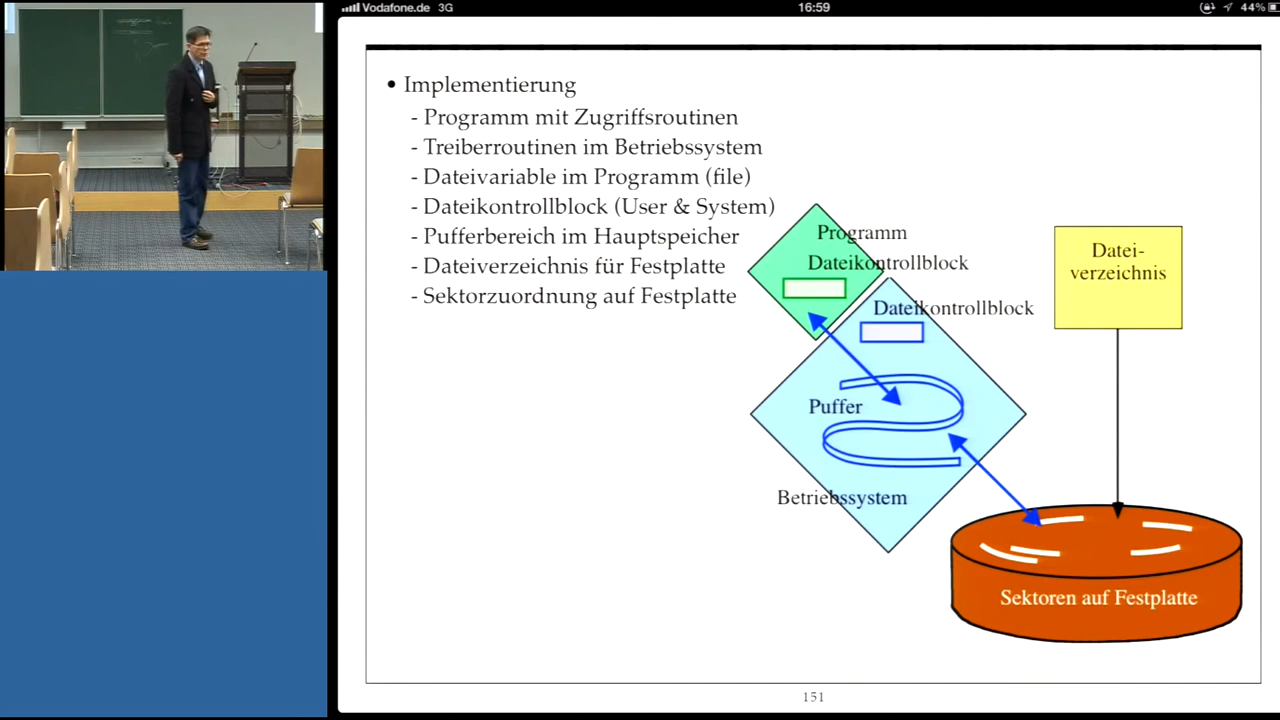 Vodafone.de 3G 16:59 44%
• Implementierung
- Programm mit Zugriffsroutinen
- Treiberroutinen im Betriebssystem
- Dateivariable im Programm (file)
- Dateikontrollblock (User & System)
- Pufferbereich im Hauptspeicher
- Dateiverzeichnis für Festplatte
- Sektorzuordnung auf Festplatte
Programm
Dateikontrollblock
Dateikontrollblock
Puffer
Betriebssystem
Datei-
verzeichnis
Sektoren auf Festplatte
151